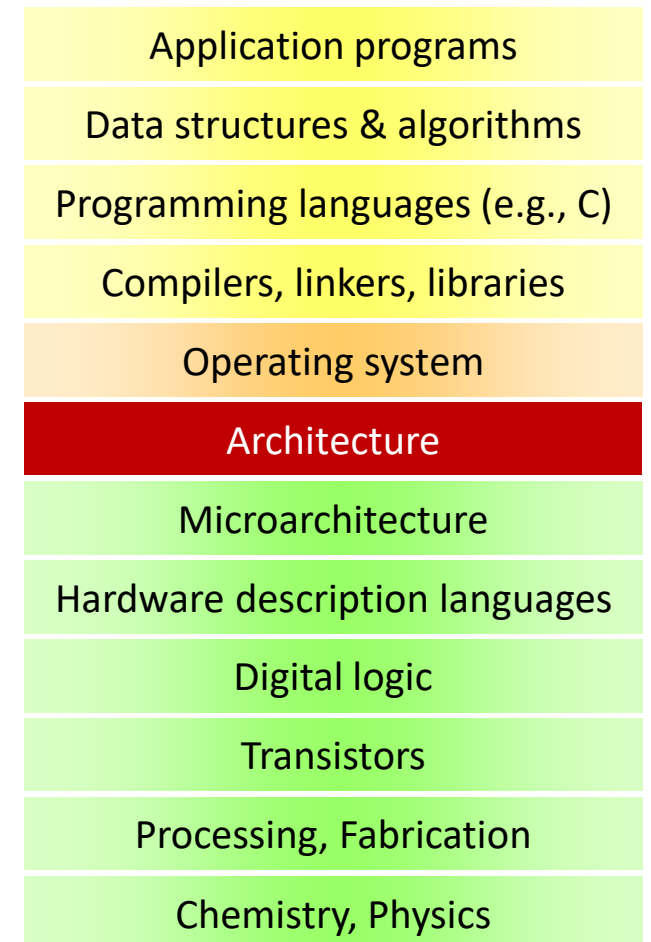 Application programs
Data structures & algorithms
Programming languages (e.g., C)
Compilers, linkers, libraries
Operating system
Architecture
Microarchitecture
Hardware description languages
Digital logic
Transistors
Processing, Fabrication
Chemistry, Physics